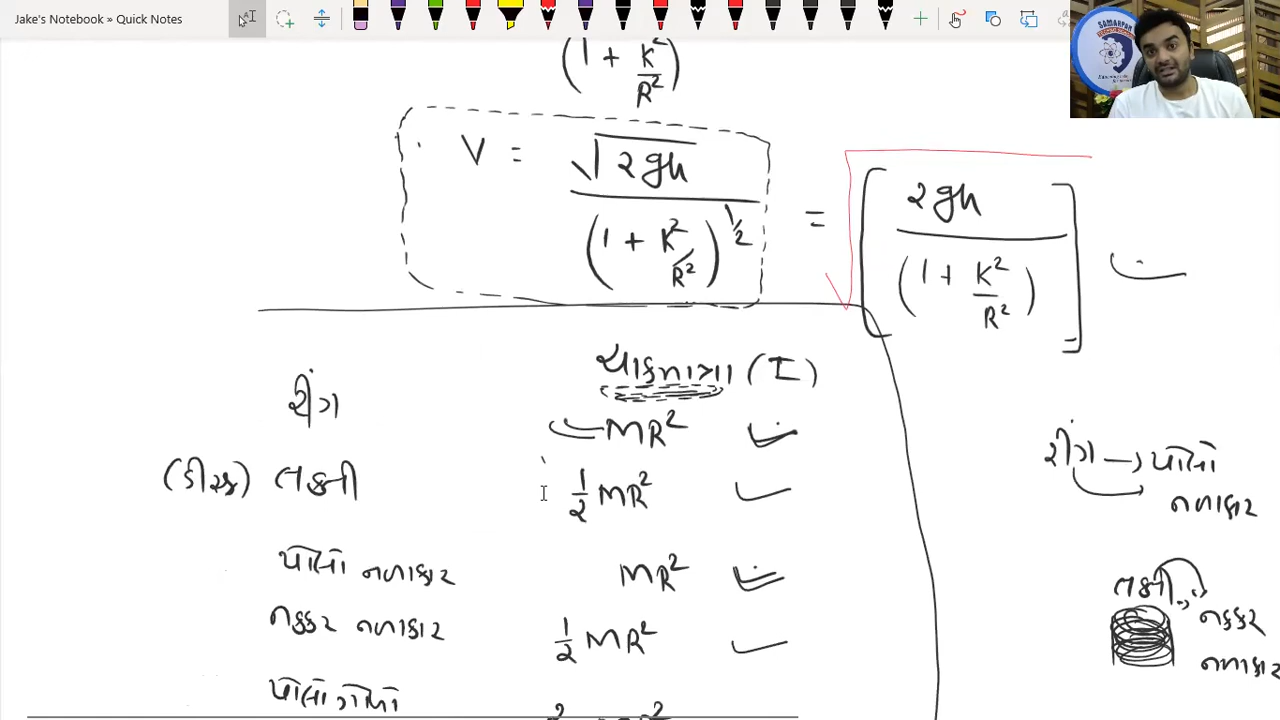 Jake's Notebook » Quick Notes
SAMARPAN
(1 + K²/R²)
V = √2gh / (1 + K²/R²)^1/2 = [2gh / (1 + K²/R²)]
ચાકમાત્રા (I)
રીંગ MR²
(ડીસ્ક) તકતી 1/2 MR²
પોલો નળાકાર MR²
નક્કર નળાકાર 1/2 MR²
પોલો ગોળો
રીંગ → પોલો
નળાકાર
તકતી
નક્કર
નળાકાર